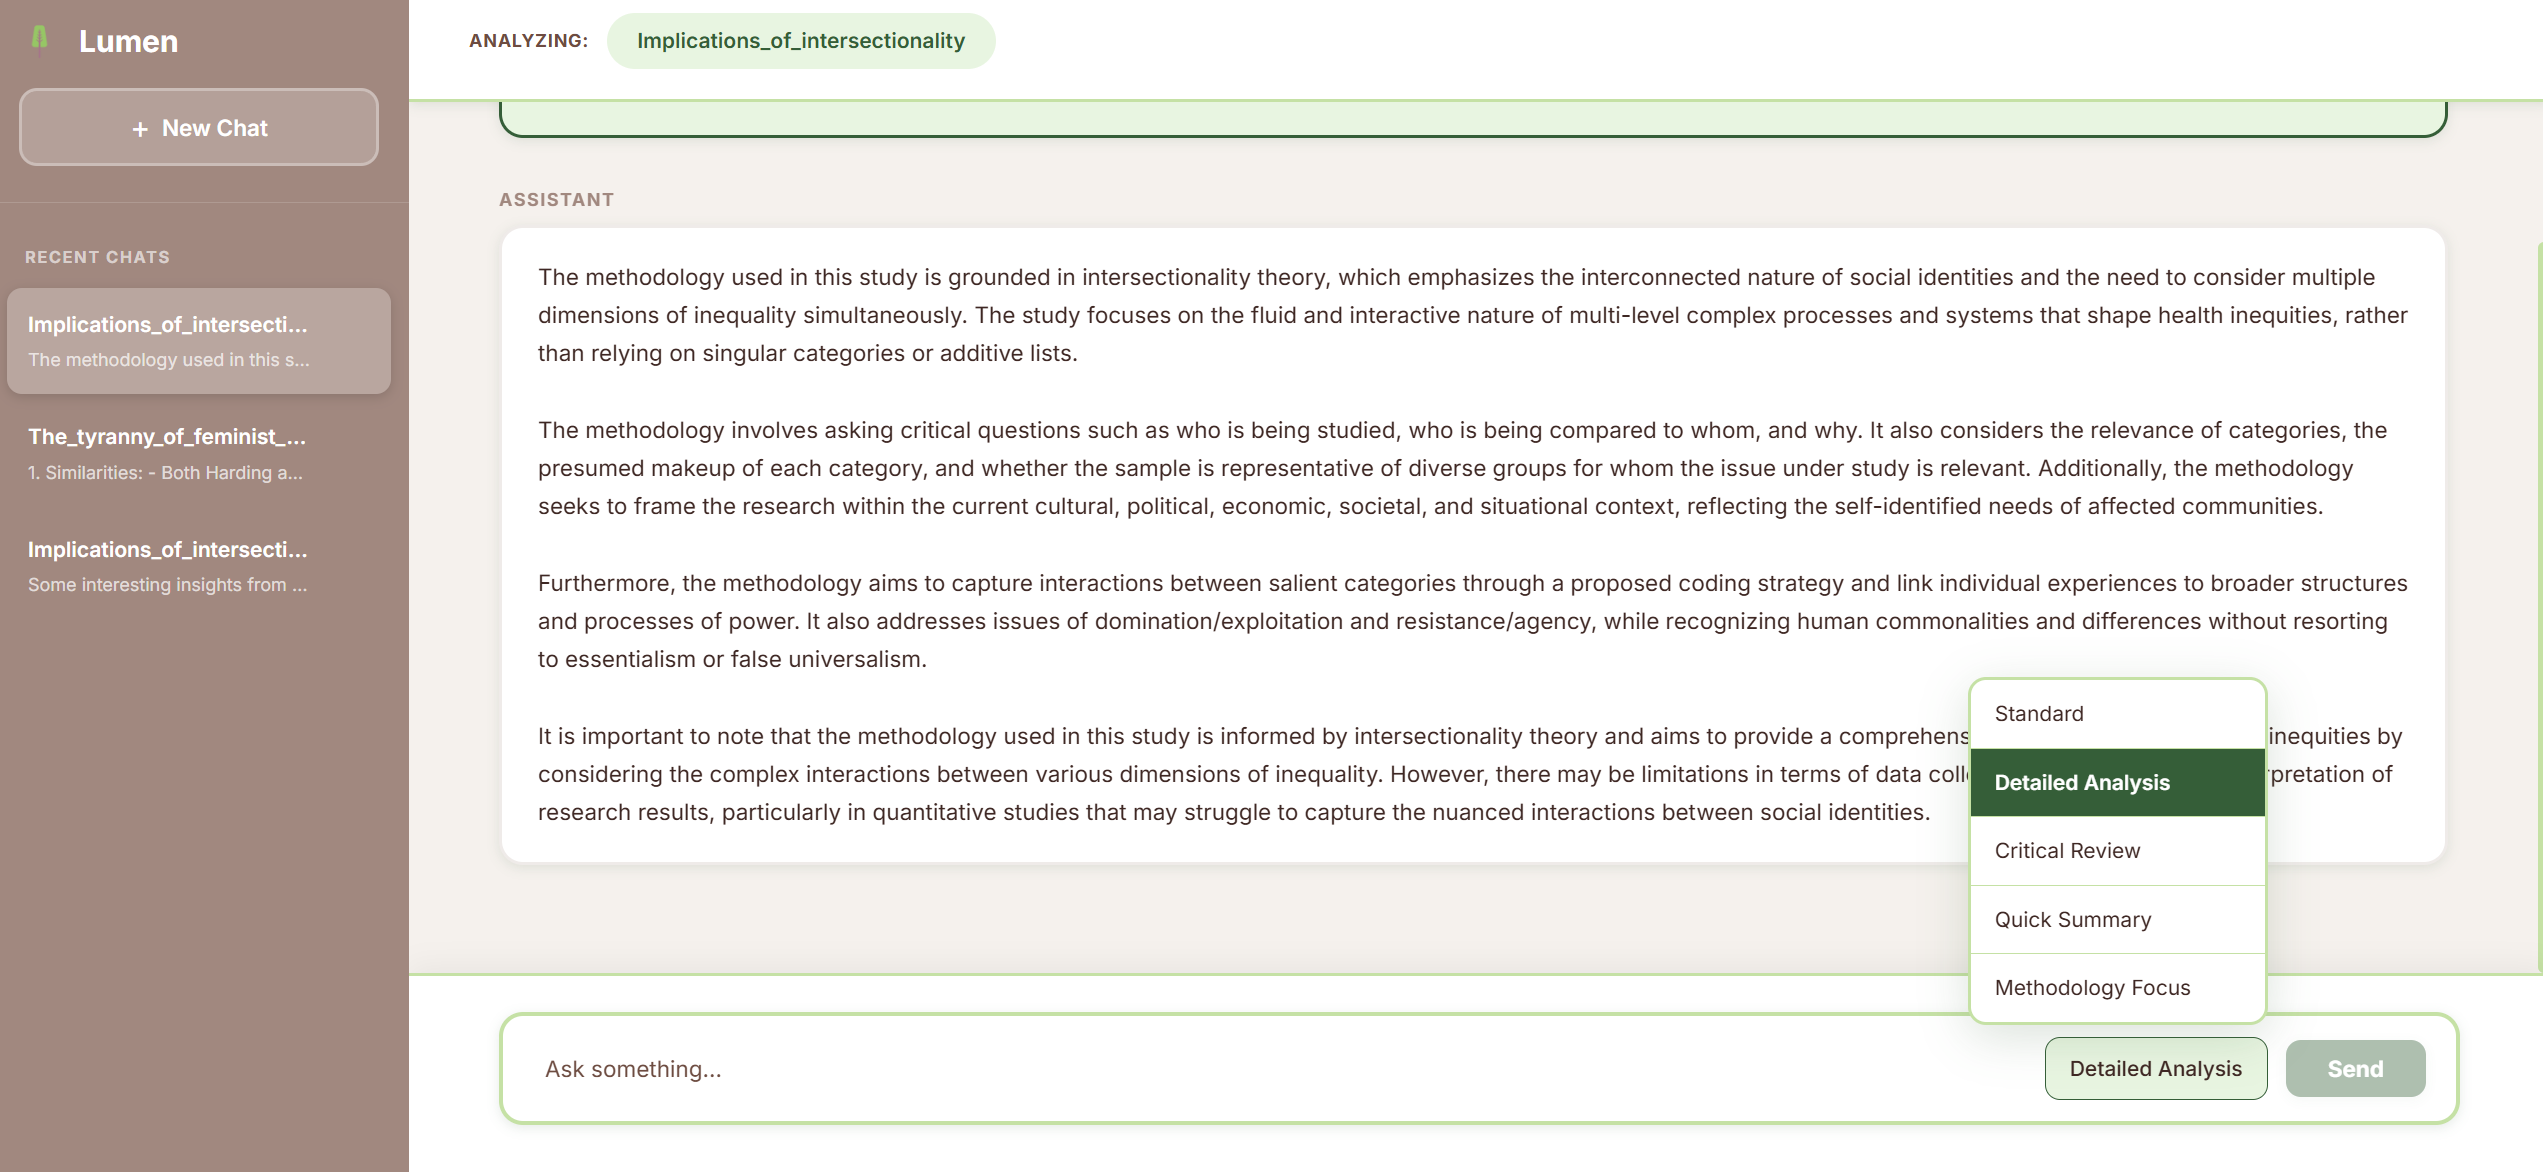 Lumen
+ New Chat
RECENT CHATS
Implications_of_intersecti...
The methodology used in this s...
The_tyranny_of_feminist_...
1. Similarities: - Both Harding a...
Implications_of_intersecti...
Some interesting insights from ...
ANALYZING: Implications_of_intersectionality
ASSISTANT
The methodology used in this study is grounded in intersectionality theory, which emphasizes the interconnected nature of social identities and the need to consider multiple
dimensions of inequality simultaneously. The study focuses on the fluid and interactive nature of multi-level complex processes and systems that shape health inequities, rather
than relying on singular categories or additive lists.
The methodology involves asking critical questions such as who is being studied, who is being compared to whom, and why. It also considers the relevance of categories, the
presumed makeup of each category, and whether the sample is representative of diverse groups for whom the issue under study is relevant. Additionally, the methodology
seeks to frame the research within the current cultural, political, economic, societal, and situational context, reflecting the self-identified needs of affected communities.
Furthermore, the methodology aims to capture interactions between salient categories through a proposed coding strategy and link individual experiences to broader structures
and processes of power. It also addresses issues of domination/exploitation and resistance/agency, while recognizing human commonalities and differences without resorting
to essentialism or false universalism.
It is important to note that the methodology used in this study is informed by intersectionality theory and aims to provide a inequities by
considering the complex interactions between various dimensions of inequality. However, there may be limitations in terms of data of
research results, particularly in quantitative studies that may struggle to capture the nuanced interactions between social identities.
Standard
Detailed Analysis
Critical Review
Quick Summary
Methodology Focus
Ask something...
Detailed Analysis
Send